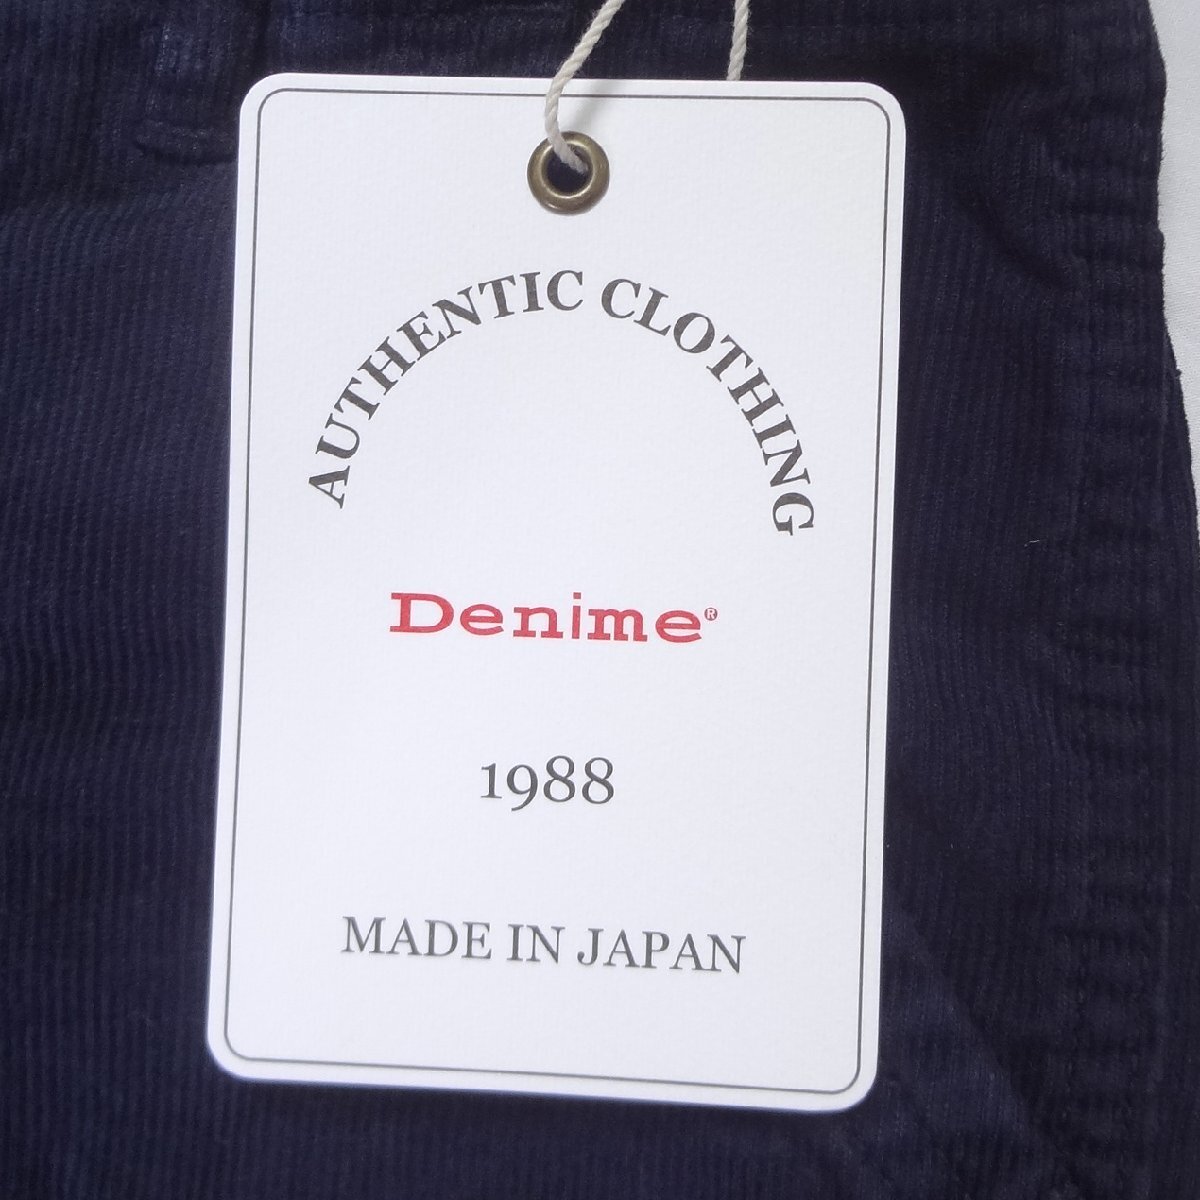 AUTHENTIC CLOTHING
Denime®
1988
MADE IN JAPAN